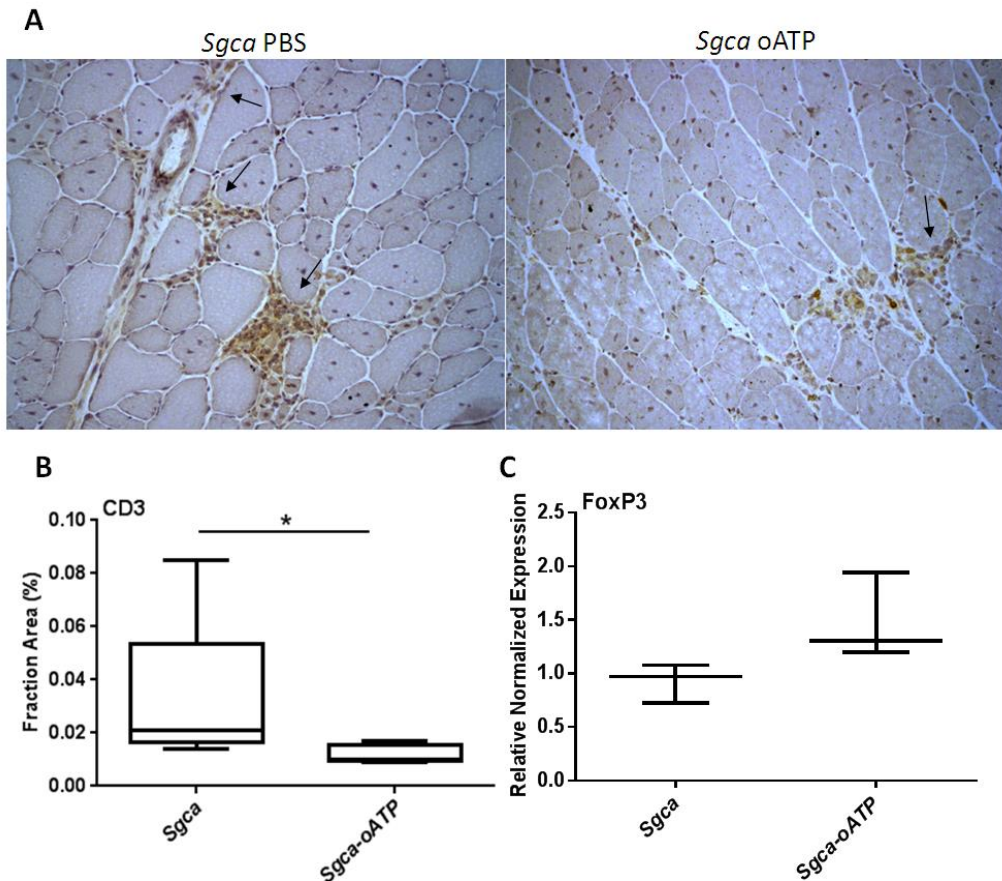 A
Sgca PBS
Sgca oATP
B
CD3
*
Fraction Area (%)
0.10
0.08
0.06
0.04
0.02
0.00
Sgca
Sgca-oATP
C
FoxP3
Relative Normalized Expression
2.5
2.0
1.5
1.0
0.5
0.0
Sgca
Sgca-oATP